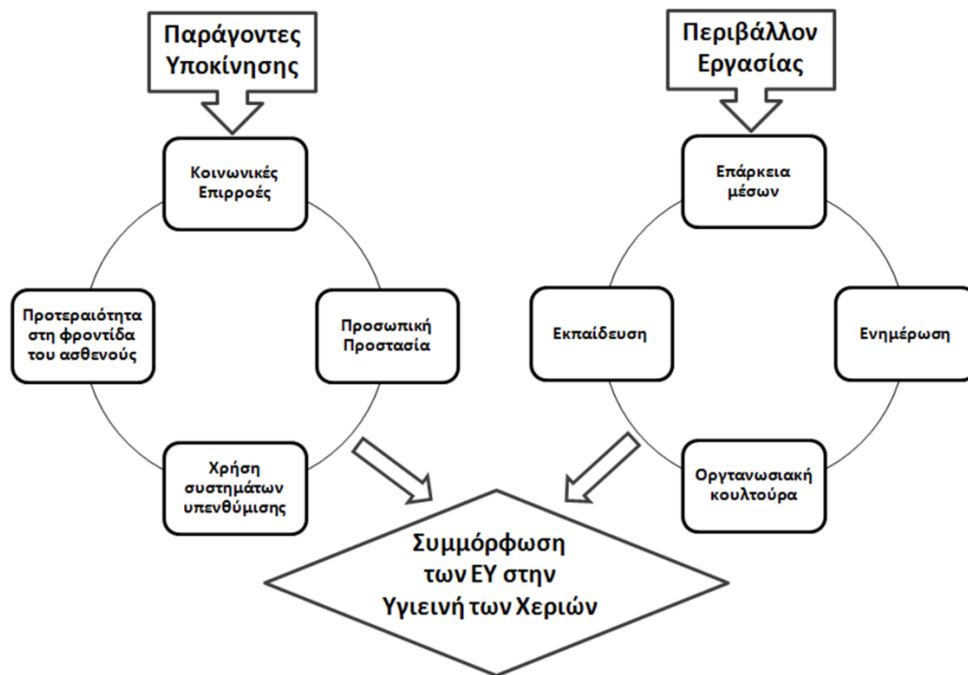 Παράγοντες
Υποκίνησης
Κοινωνικές
Επιρροές
Προτεραιότητα
στη φροντίδα
του ασθενούς
Προσωπική
Προστασία
Χρήση
συστημάτων
υπενθύμισης
Περιβάλλον
Εργασίας
Επάρκεια
μέσων
Εκπαίδευση
Ενημέρωση
Οργτανωσιακή
κουλτούρα
Συμμόρφωση
των ΕΥ στην
Υγιεινή των Χεριών